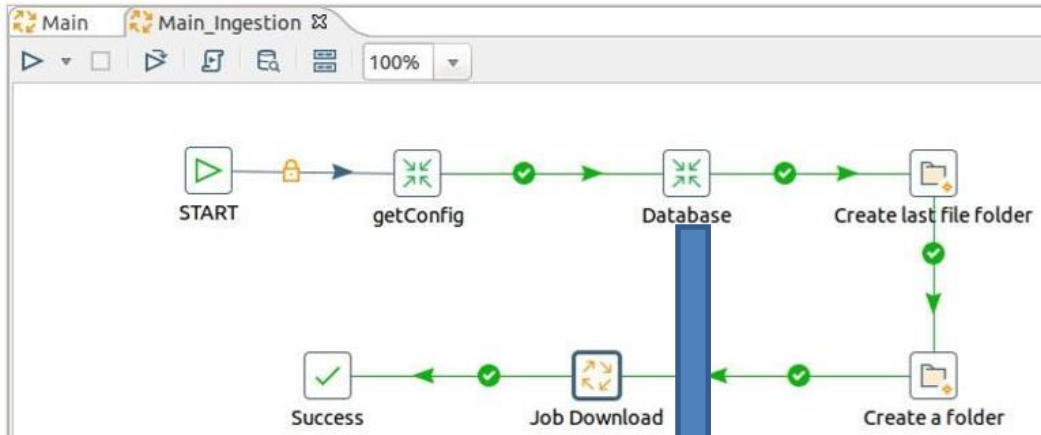 Main
Main_Ingestion
100%
START
getConfig
Database
Create last file folder
Success
Job Download
Create a folder